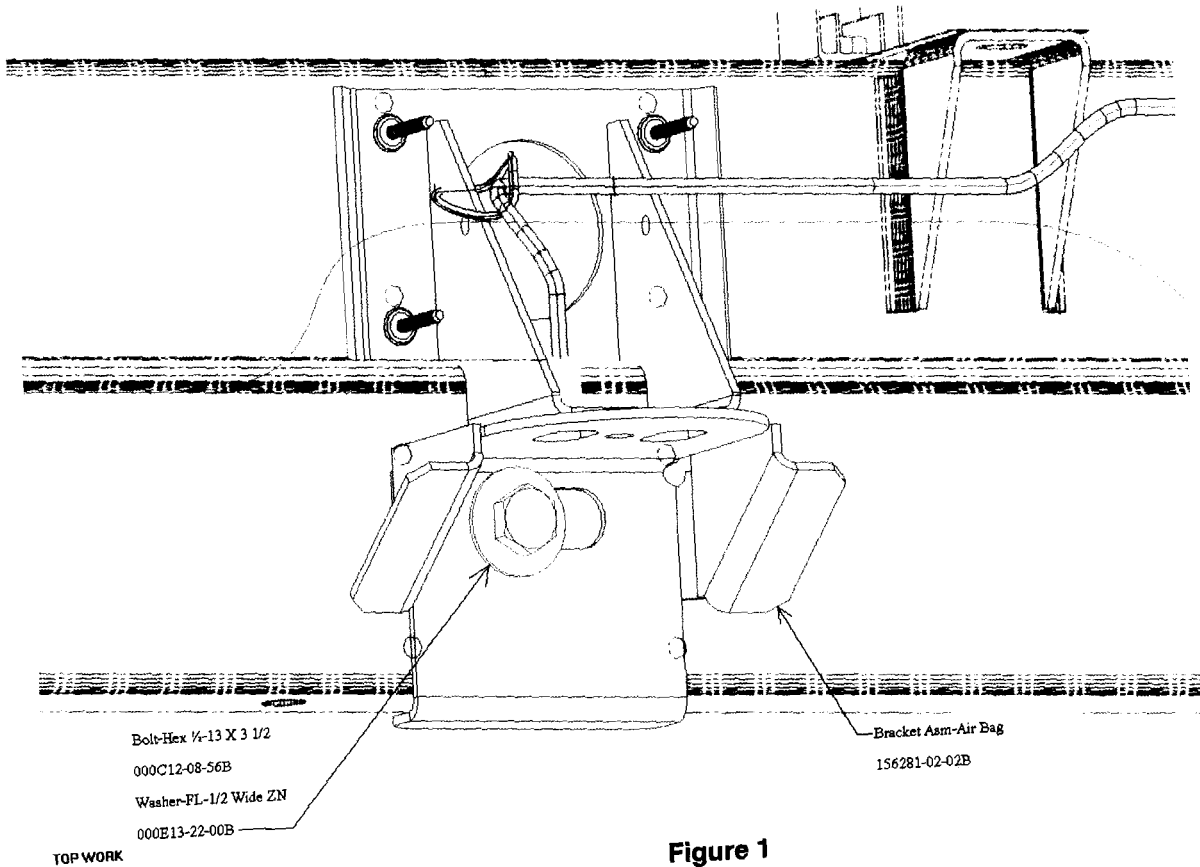 Bolt-Hex ½-13 X 3 1/2
000C12-08-56B
Washer-FL-1/2 Wide ZN
000E13-22-00B
Bracket Asm-Air Bag
156281-02-02B
TOP WORK
Figure 1